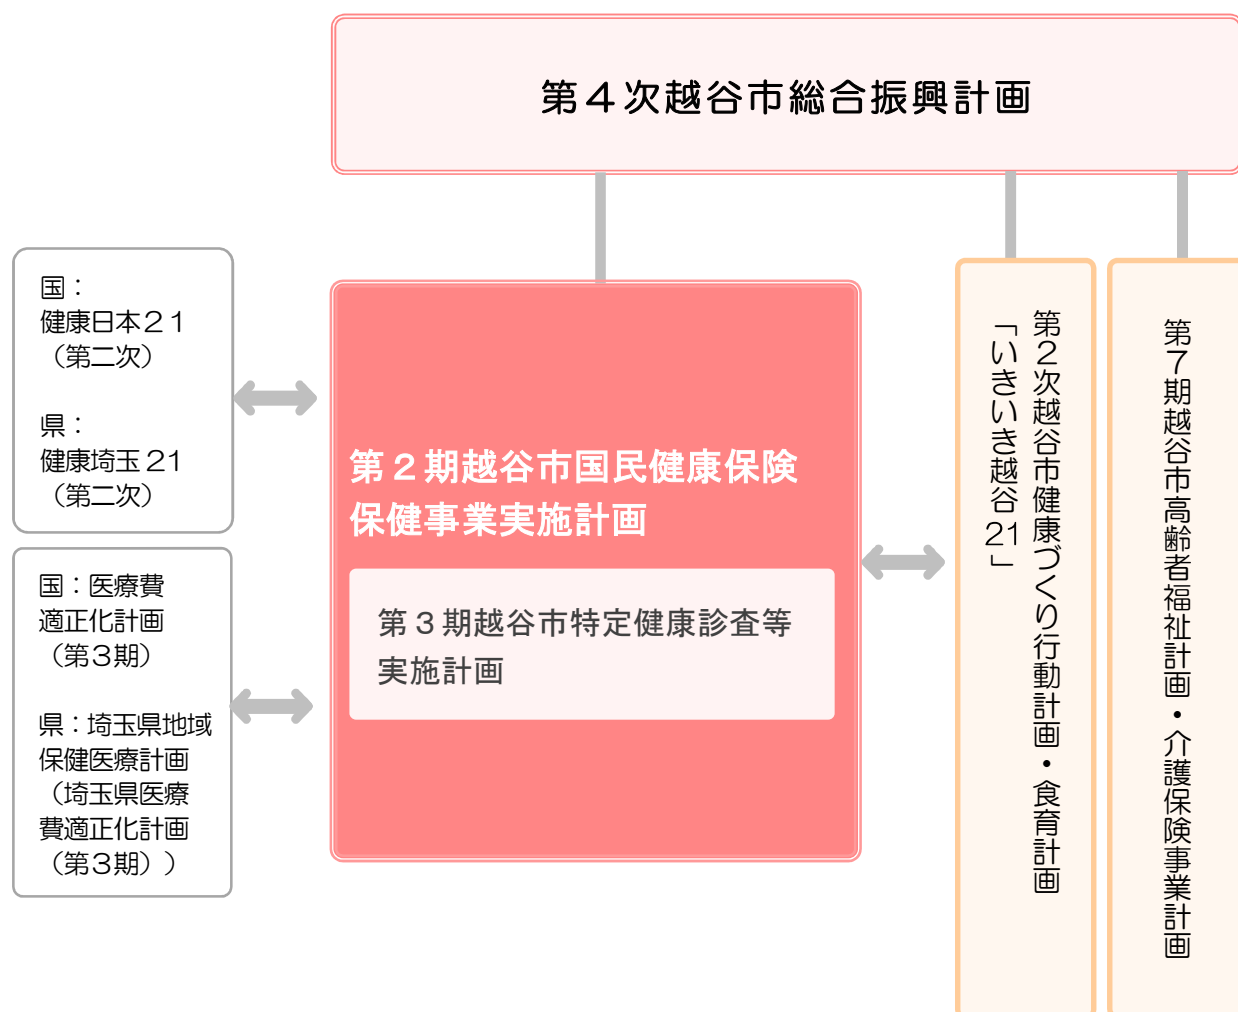 第４次越谷市総合振興計画
国：
健康日本２１
（第二次）
県：
健康埼玉 21
（第二次）
国：医療費
適正化計画
（第３期）
県：埼玉県地域
保健医療計画
（埼玉県医療
費適正化計画
（第３期））
第２期越谷市国民健康保険
保健事業実施計画
第３期越谷市特定健康診査等
実施計画
第２次越谷市健康づくり行動計画・食育計画
「いきいき越谷 21」
第７期越谷市高齢者福祉計画・介護保険事業計画